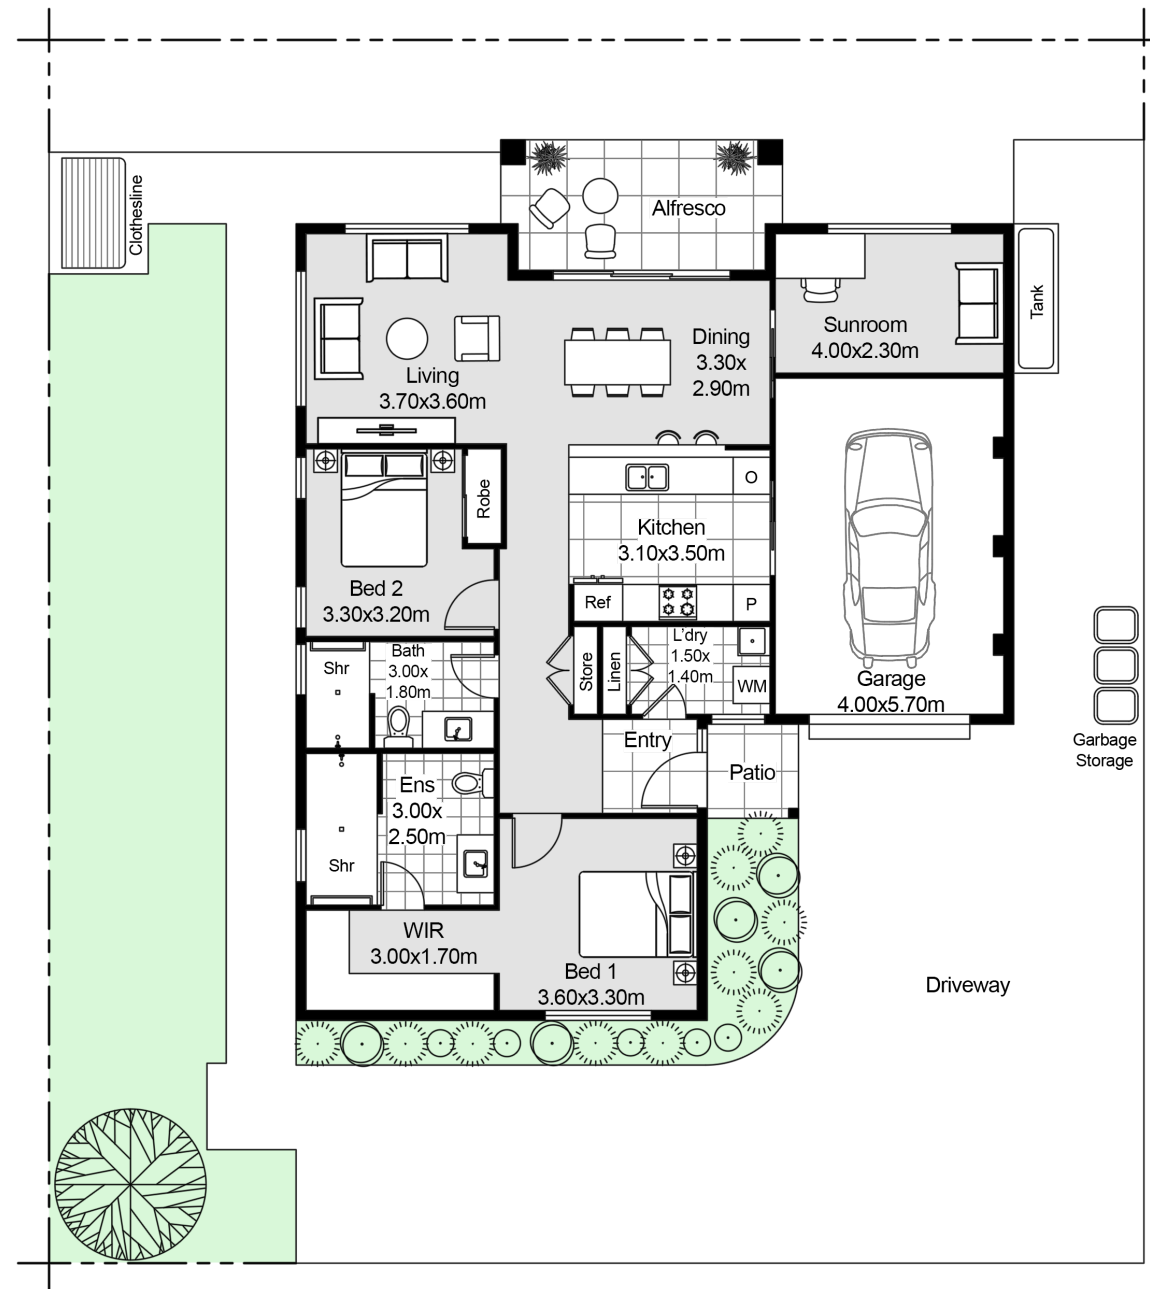 Clothesline
Alfresco
Tank
Sunroom
4.00x2.30m
Dining
3.30x
2.90m
Living
3.70x3.60m
Robe
O
Kitchen
3.10x3.50m
Bed 2
3.30x3.20m
Ref
P
Bath
3.00x
1.80m
Shr
Store
Linen
L'dry
1.50x
1.40m
WM
Garage
4.00x5.70m
Garbage
Storage
Entry
Patio
Ens
3.00x
2.50m
Shr
WIR
3.00x1.70m
Bed 1
3.60x3.30m
Driveway